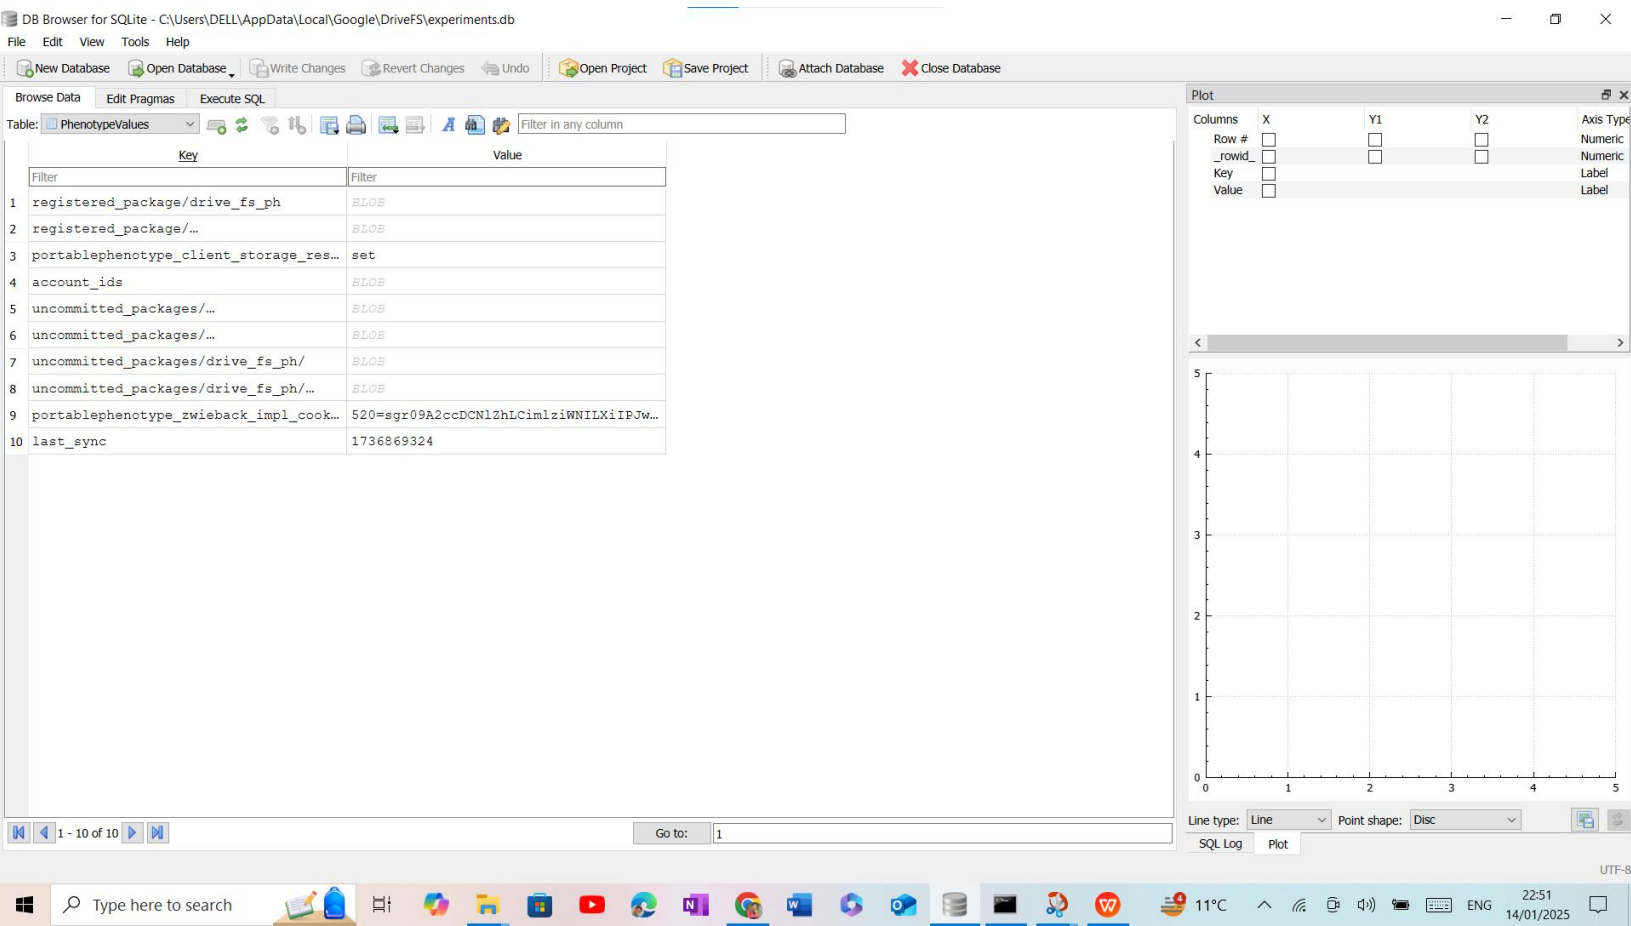 DB Browser for SQLite - C:\Users\DELL\AppData\Local\Google\DriveFS\experiments.db
File Edit View Tools Help
New Database Open Database Write Changes Revert Changes Undo Open Project Save Project Attach Database Close Database
Browse Data Edit Pragmas Execute SQL
Table: PhenotypeValues Filter in any column
Key Value
Filter Filter
1 registered_package/drive_fs_ph BLOB
2 registered_package/… BLOB
3 portablephenotype_client_storage_res… set
4 account_ids BLOB
5 uncommitted_packages/… BLOB
6 uncommitted_packages/… BLOB
7 uncommitted_packages/drive_fs_ph/ BLOB
8 uncommitted_packages/drive_fs_ph/… BLOB
9 portablephenotype_zwieback_impl_cook… 520=sgr09A2ccDCNlZhLCimlziWNILXiIPJw…
10 last_sync 1736869324
1 - 10 of 10 Go to: 1
Plot
Columns X Y1 Y2 Axis Type
Row # Numeric
_rowid_ Numeric
Key Label
Value Label
5
4
3
2
1
0
0 1 2 3 4 5
Line type: Line Point shape: Disc
SQL Log Plot
UTF-8
Type here to search 11°C ENG 22:51
14/01/2025